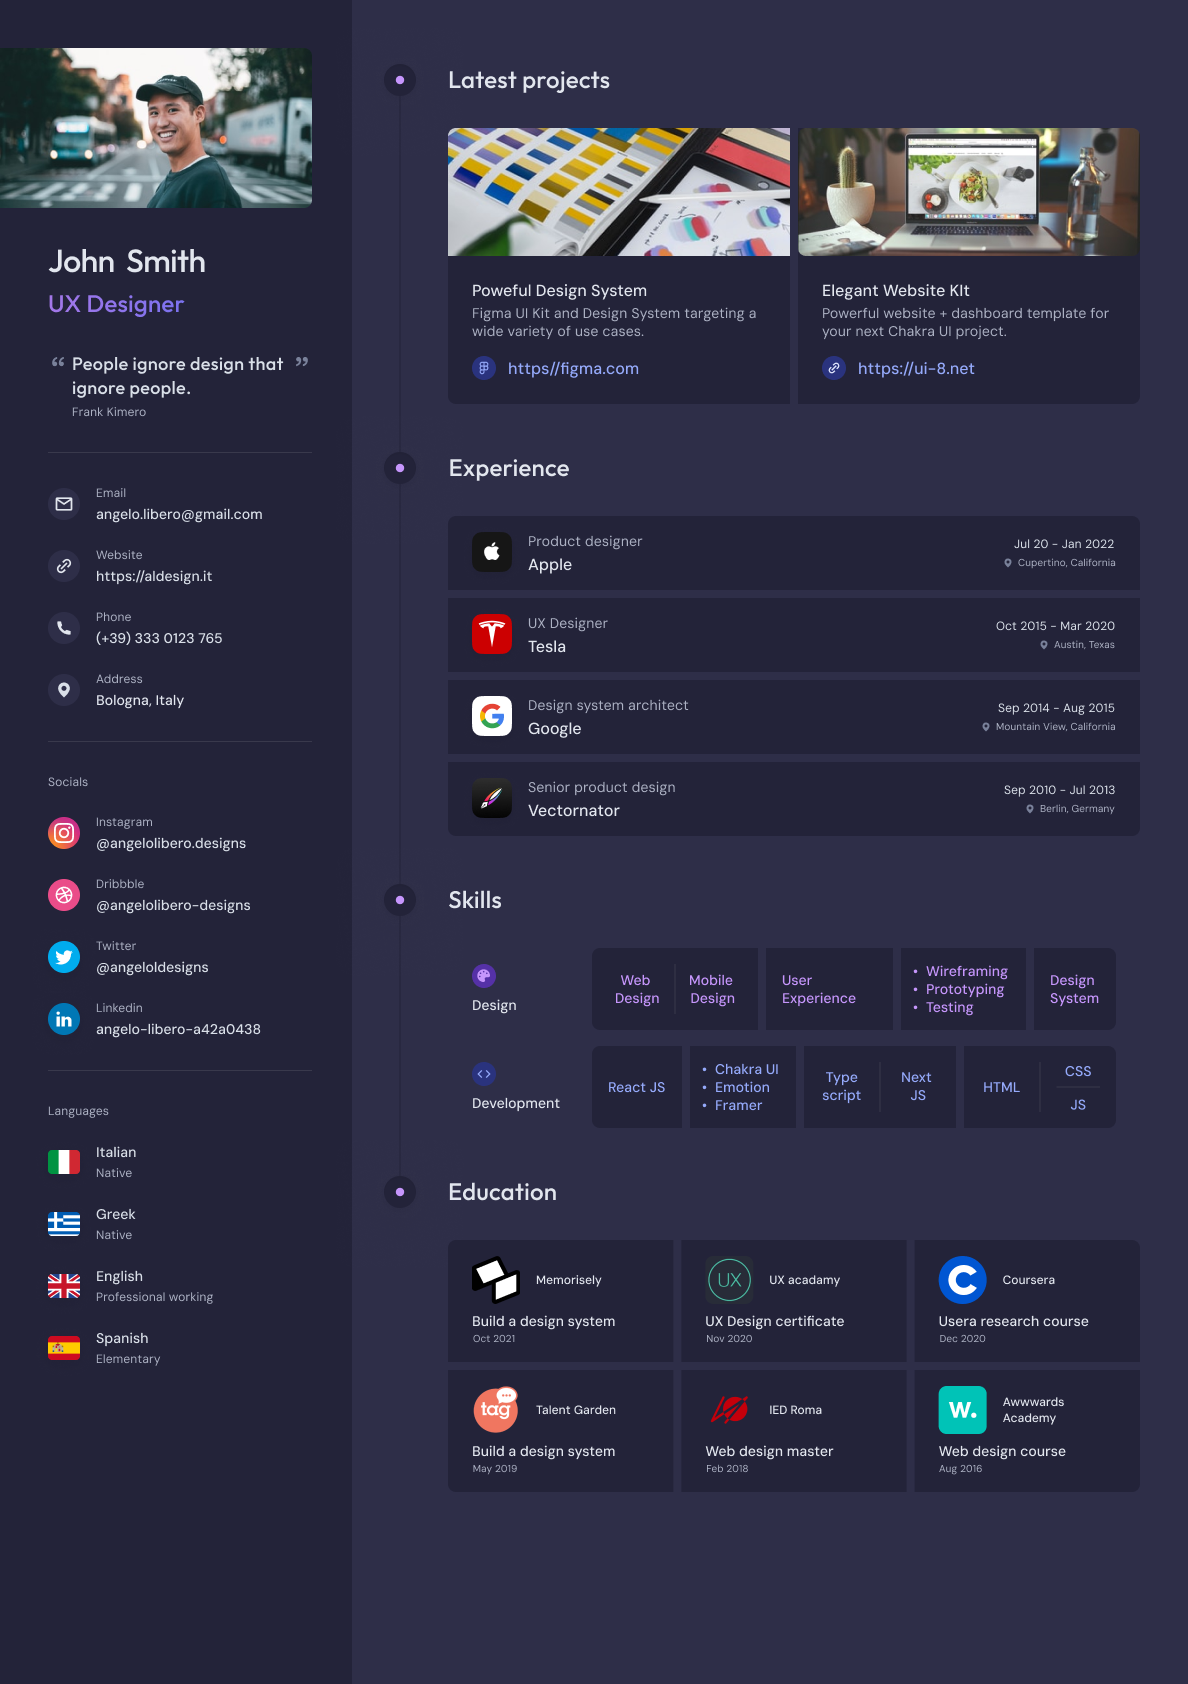 John Smith
UX Designer
“ People ignore design that ”
ignore people.
Frank Kimero
Email
angelo.libero@gmail.com
Website
https://aldesign.it
Phone
(+39) 333 0123 765
Address
Bologna, Italy
Socials
Instagram
@angelolibero.designs
Dribbble
@angelolibero-designs
Twitter
@angeloldesigns
Linkedin
angelo-libero-a42a0438
Languages
Italian
Native
Greek
Native
English
Professional working
Spanish
Elementary
Latest projects
Poweful Design System
Figma UI Kit and Design System targeting a
wide variety of use cases.
https//figma.com
Elegant Website KIt
Powerful website + dashboard template for
your next Chakra UI project.
https://ui-8.net
Experience
Product designer
Apple
Jul 20 - Jan 2022
Cupertino, California
UX Designer
Tesla
Oct 2015 - Mar 2020
Austin, Texas
Design system architect
Google
Sep 2014 - Aug 2015
Mountain View, California
Senior product design
Vectornator
Sep 2010 - Jul 2013
Berlin, Germany
Skills
Design
Web
Design
Mobile
Design
User
Experience
• Wireframing
• Prototyping
• Testing
Design
System
Development
React JS
• Chakra UI
• Emotion
• Framer
Type
script
Next
JS
HTML
CSS
JS
Education
Memorisely
Build a design system
Oct 2021
UX
UX acadamy
UX Design certificate
Nov 2020
C
Coursera
Usera research course
Dec 2020
tag
Talent Garden
Build a design system
May 2019
IED Roma
Web design master
Feb 2018
W.
Awwwards
Academy
Web design course
Aug 2016